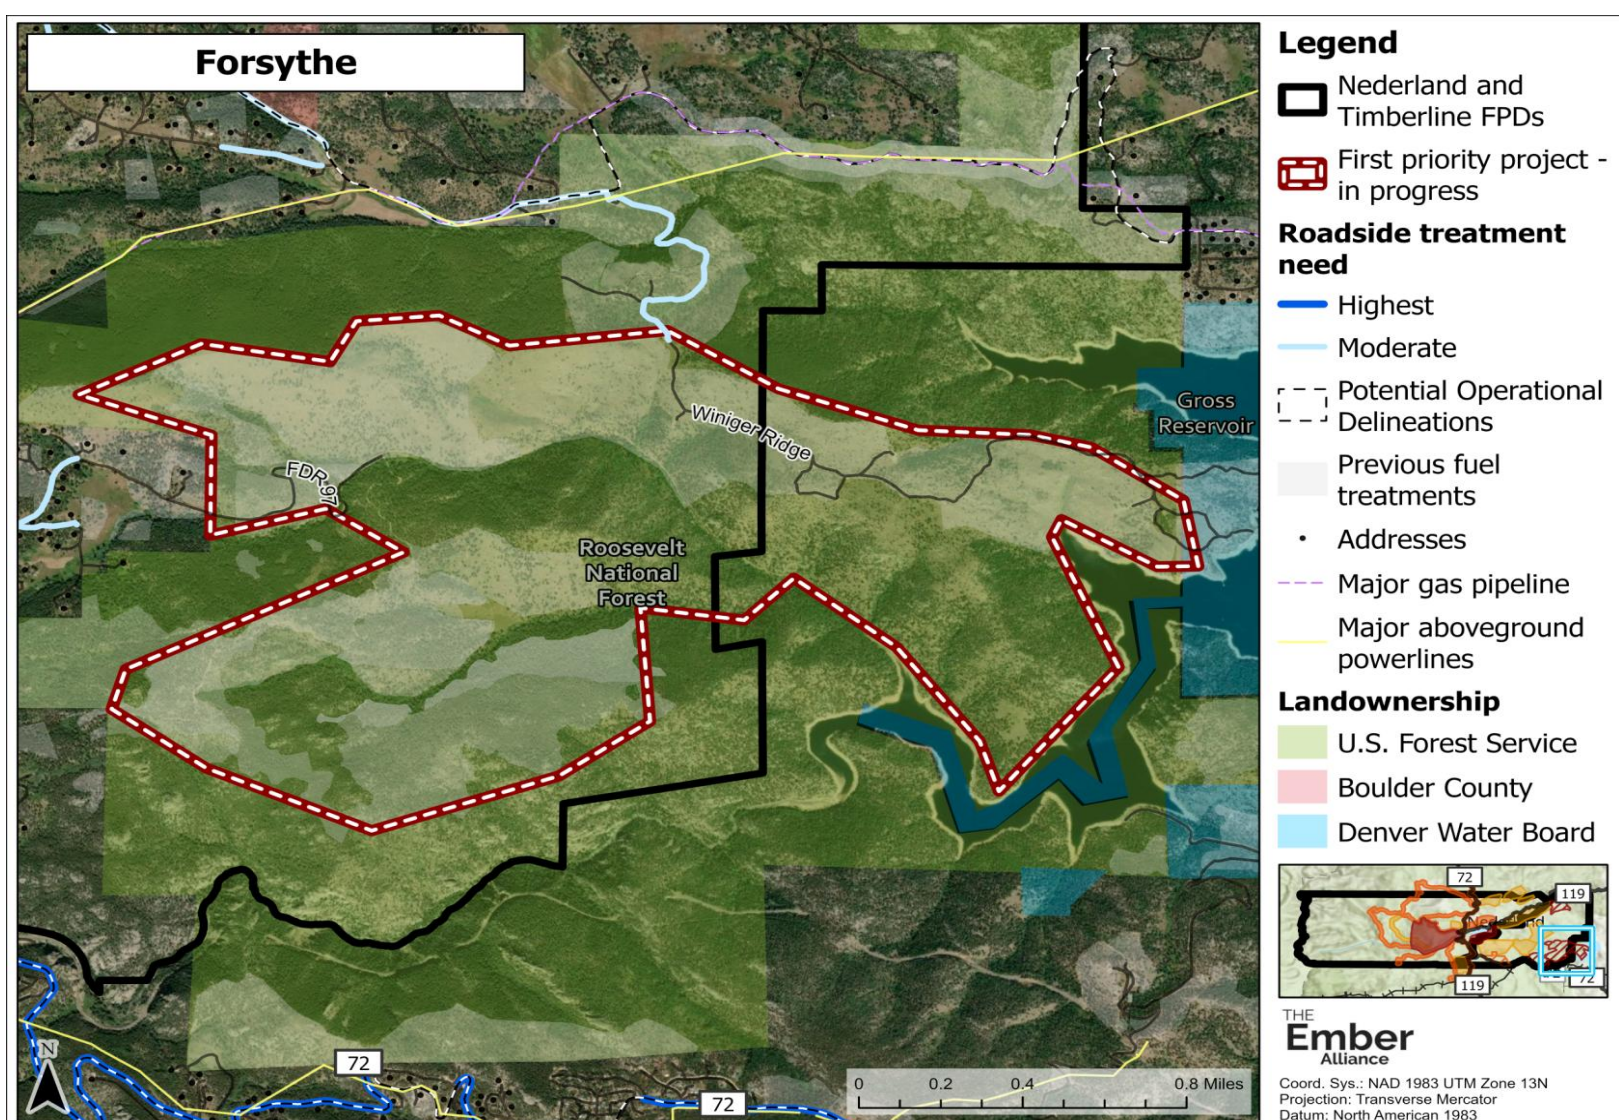 Forsythe
Winiger Ridge
FDR-97
Roosevelt
National
Forest
Gross
Reservoir
72
72
N
0 0.2 0.4 0.8 Miles
Legend
Nederland and
Timberline FPDs
First priority project -
in progress
Roadside treatment
need
Highest
Moderate
Potential Operational
Delineations
Previous fuel
treatments
Addresses
Major gas pipeline
Major aboveground
powerlines
Landownership
U.S. Forest Service
Boulder County
Denver Water Board
72
119
Nederland
119
72
THE
Ember
Alliance
Coord. Sys.: NAD 1983 UTM Zone 13N
Projection: Transverse Mercator
Datum: North American 1983